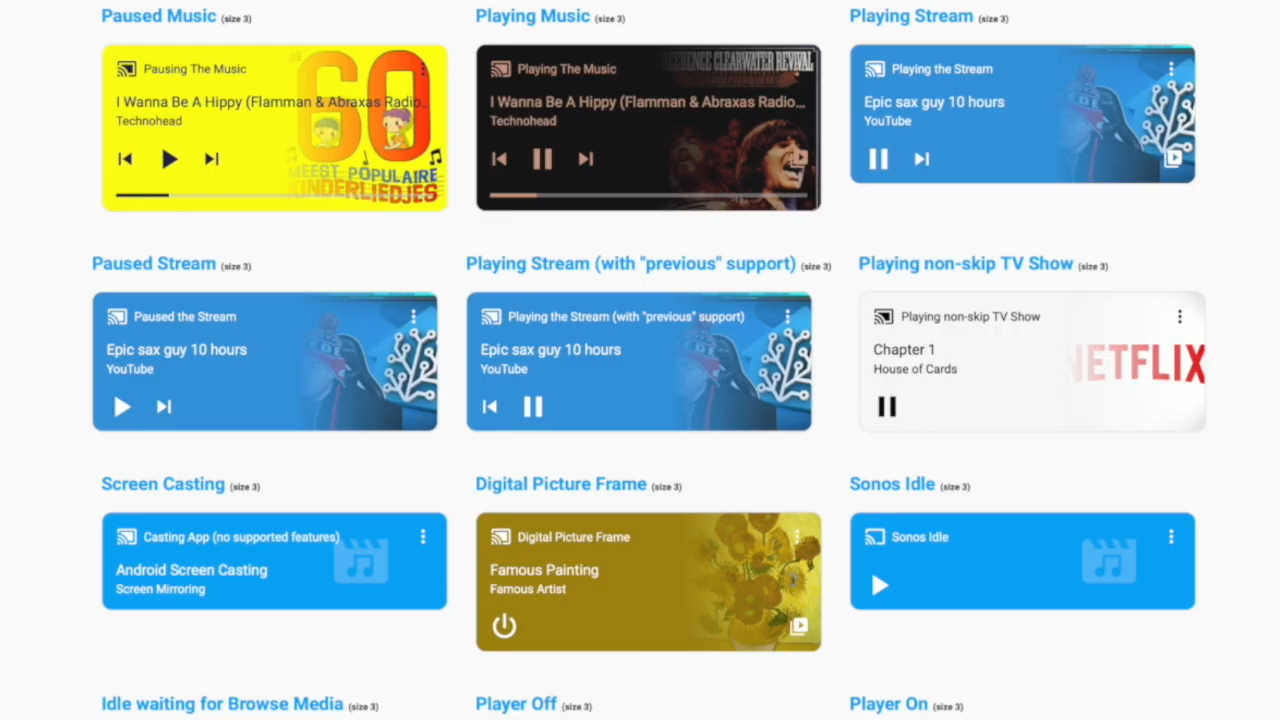 Paused Music (size 3)
Playing Music (size 3)
Playing Stream (size 3)
Pausing The Music
I Wanna Be A Hippy (Flamman & Abraxas Radio...
Technohead
DE
60
MEEST POPULAIRE
KINDERLIEDJES
Playing The Music
REEDENCE CLEARWATER REVIVAL
I Wanna Be A Hippy (Flamman & Abraxas Radio...
Technohead
Playing the Stream
Epic sax guy 10 hours
YouTube
Paused Stream (size 3)
Playing Stream (with "previous" support) (size 3)
Playing non-skip TV Show (size 3)
Paused the Stream
Epic sax guy 10 hours
YouTube
Playing the Stream (with "previous" support)
Epic sax guy 10 hours
YouTube
Playing non-skip TV Show
Chapter 1
House of Cards
NETFLIX
Screen Casting (size 3)
Digital Picture Frame (size 3)
Sonos Idle (size 3)
Casting App (no supported features)
Android Screen Casting
Screen Mirroring
Digital Picture Frame
Famous Painting
Famous Artist
Sonos Idle
Idle waiting for Browse Media (size 3)
Player Off (size 3)
Player On (size 3)